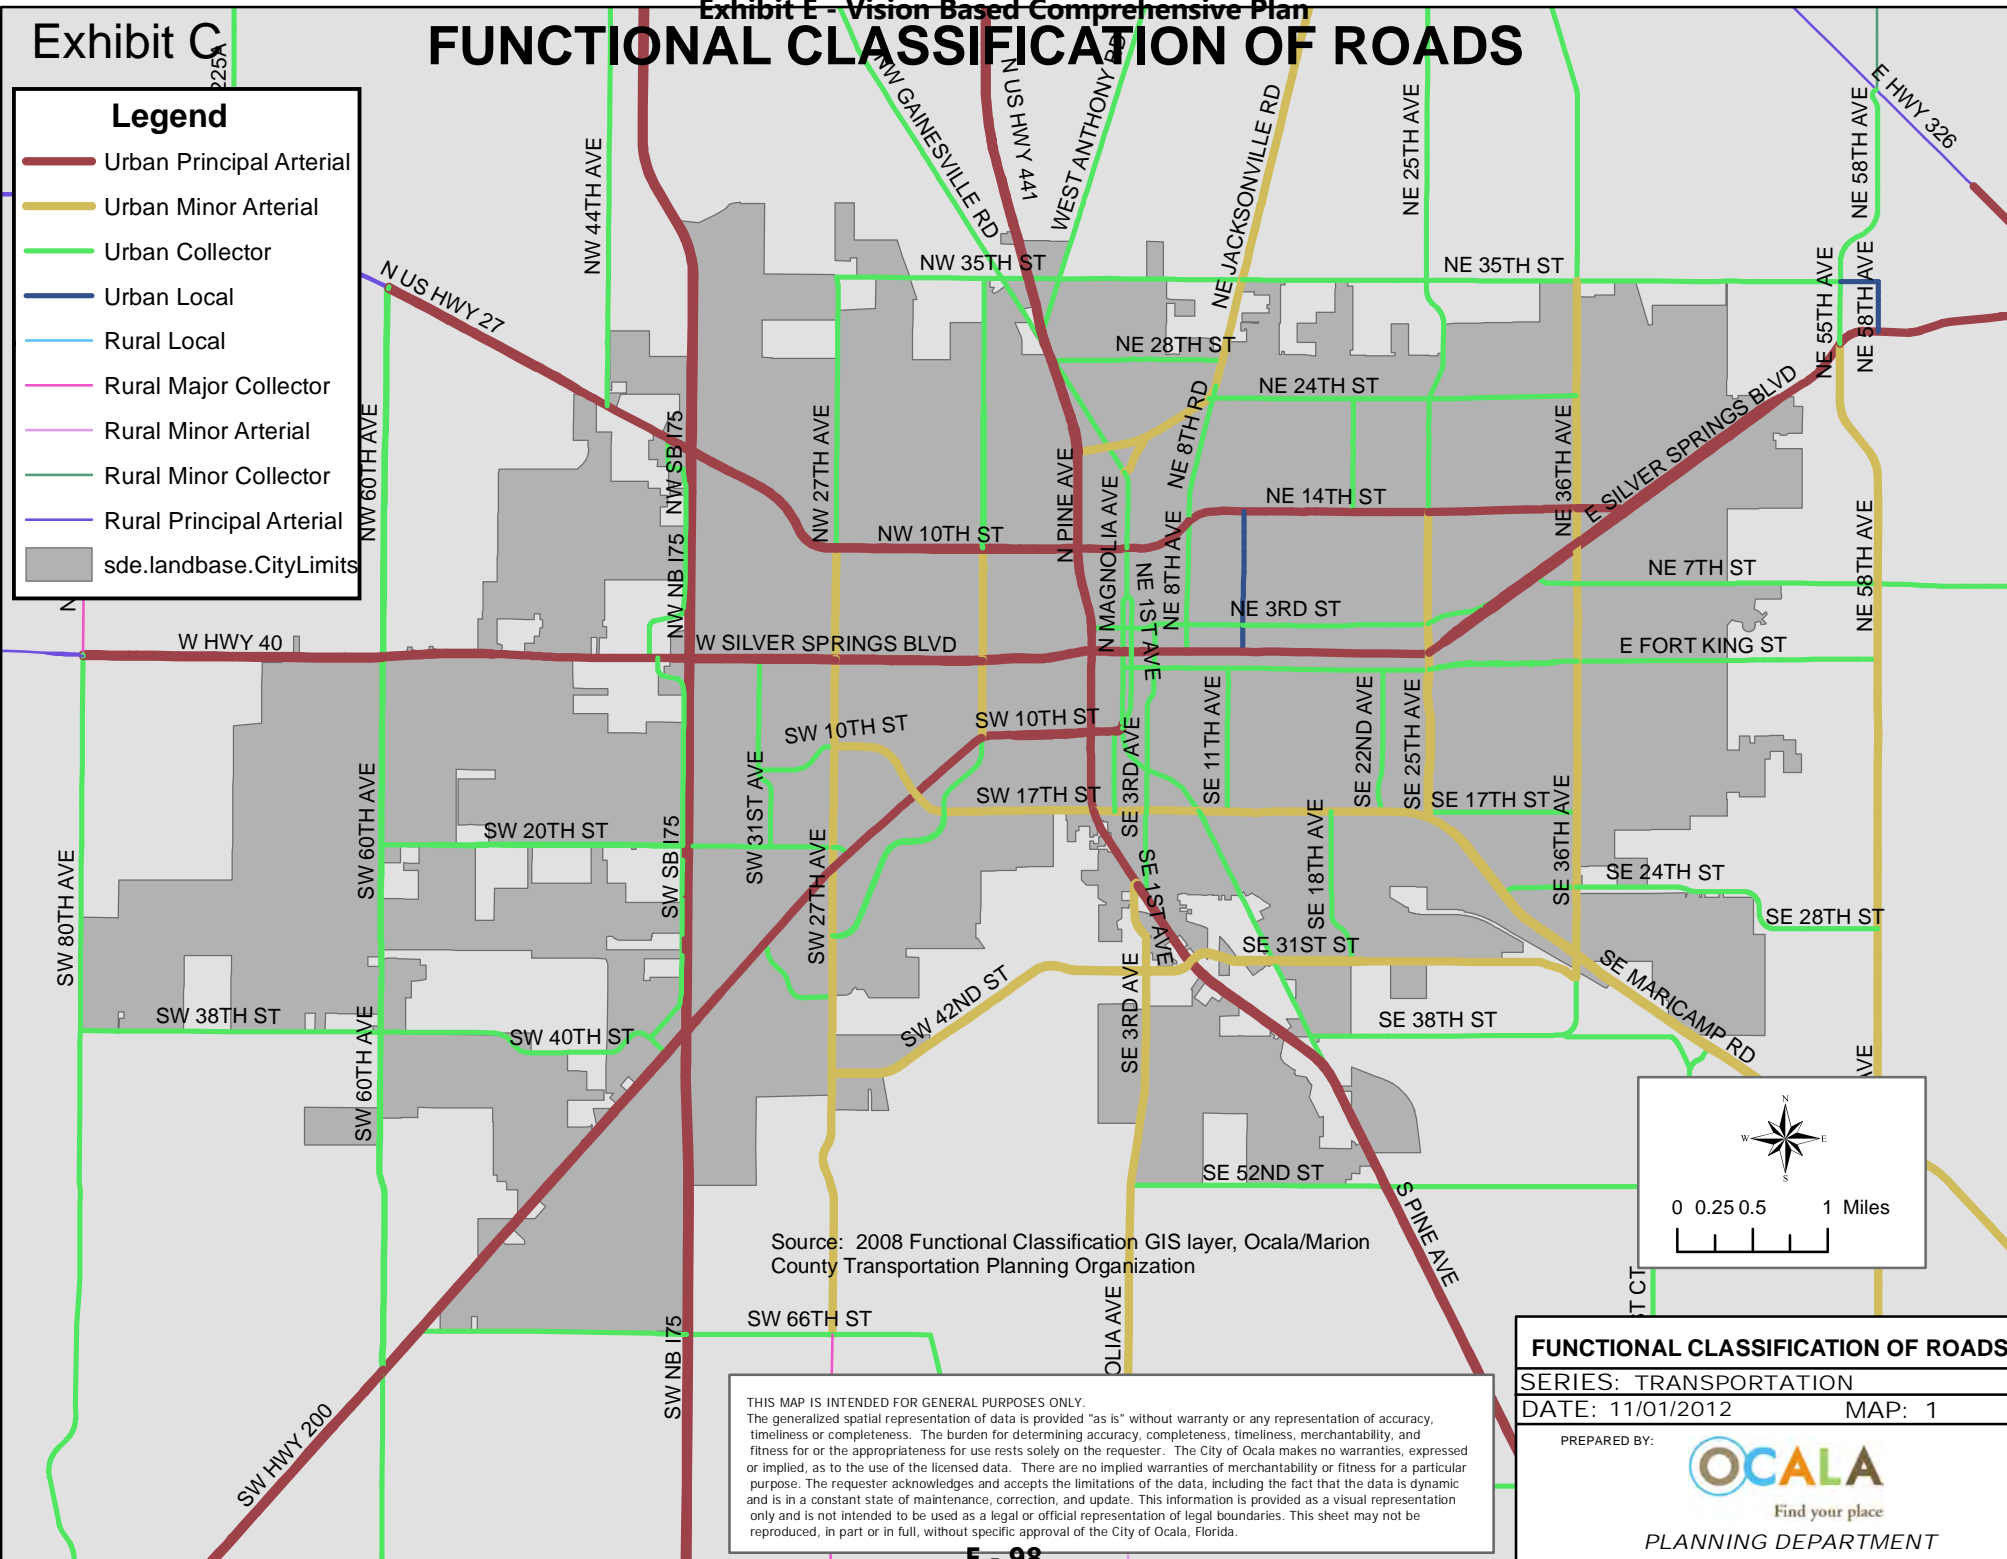 Exhibit E - Vision Based Comprehensive Plan
Exhibit C
FUNCTIONAL CLASSIFICATION OF ROADS
225A
Legend
Urban Principal Arterial
Urban Minor Arterial
Urban Collector
Urban Local
Rural Local
Rural Major Collector
Rural Minor Arterial
Rural Minor Collector
Rural Principal Arterial
sde.landbase.CityLimits
NW 44TH AVE
NW GAINESVILLE RD
N US HWY 441
WEST ANTHONY RD
NE JACKSONVILLE RD
NE 25TH AVE
NE 58TH AVE
E HWY 326
N US HWY 27
NW 35TH ST
NE 35TH ST
NE 55TH AVE
NE 58TH AVE
NE 28TH ST
NE 24TH ST
NW 60TH AVE
NW SB I75
NW 27TH AVE
N PINE AVE
NE 8TH RD
NE 36TH AVE
E SILVER SPRINGS BLVD
NE 14TH ST
NW 10TH ST
N MAGNOLIA AVE
NE 8TH AVE
NE 1ST AVE
NW NB I75
NE 7TH ST
NE 58TH AVE
NE 3RD ST
N
W HWY 40
W SILVER SPRINGS BLVD
E FORT KING ST
SW 10TH ST
SW 10TH ST
SE 3RD AVE
SE 11TH AVE
SE 22ND AVE
SE 25TH AVE
SW 60TH AVE
SW 31ST AVE
SW 17TH ST
SE 17TH ST
SE 36TH AVE
SW 20TH ST
SW 80TH AVE
SW SB I75
SW 27TH AVE
SE 1ST AVE
SE 18TH AVE
SE 24TH ST
SE 28TH ST
SE 31ST ST
SE MARICAMP RD
SW 38TH ST
SW 40TH ST
SW 60TH AVE
SW 42ND ST
SE 3RD AVE
SE 38TH ST
AVE
N
W
E
S
0 0.25 0.5 1 Miles
SE 52ND ST
S PINE AVE
Source: 2008 Functional Classification GIS layer, Ocala/Marion
County Transportation Planning Organization
ST CT
SW 66TH ST
SW NB I75
OLIA AVE
SW HWY 200
THIS MAP IS INTENDED FOR GENERAL PURPOSES ONLY.
The generalized spatial representation of data is provided "as is" without warranty or any representation of accuracy,
timeliness or completeness. The burden for determining accuracy, completeness, timeliness, merchantability, and
fitness for or the appropriateness for use rests solely on the requester. The City of Ocala makes no warranties, expressed
or implied, as to the use of the licensed data. There are no implied warranties of merchantability or fitness for a particular
purpose. The requester acknowledges and accepts the limitations of the data, including the fact that the data is dynamic
and is in a constant state of maintenance, correction, and update. This information is provided as a visual representation
only and is not intended to be used as a legal or official representation of legal boundaries. This sheet may not be
reproduced, in part or in full, without specific approval of the City of Ocala, Florida.
E - 98
FUNCTIONAL CLASSIFICATION OF ROADS
SERIES: TRANSPORTATION
DATE: 11/01/2012 MAP: 1
PREPARED BY:
OCALA
Find your place
PLANNING DEPARTMENT